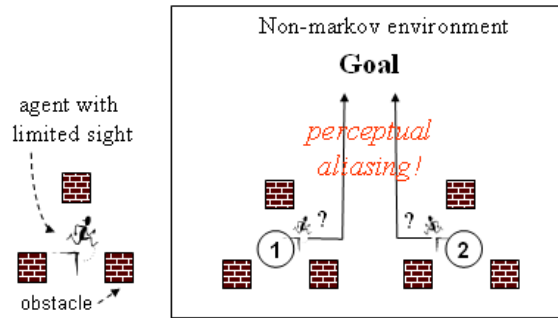 Non-markov environment
Goal
agent with
limited sight
perceptual
aliasing!
? ?
1 2
obstacle